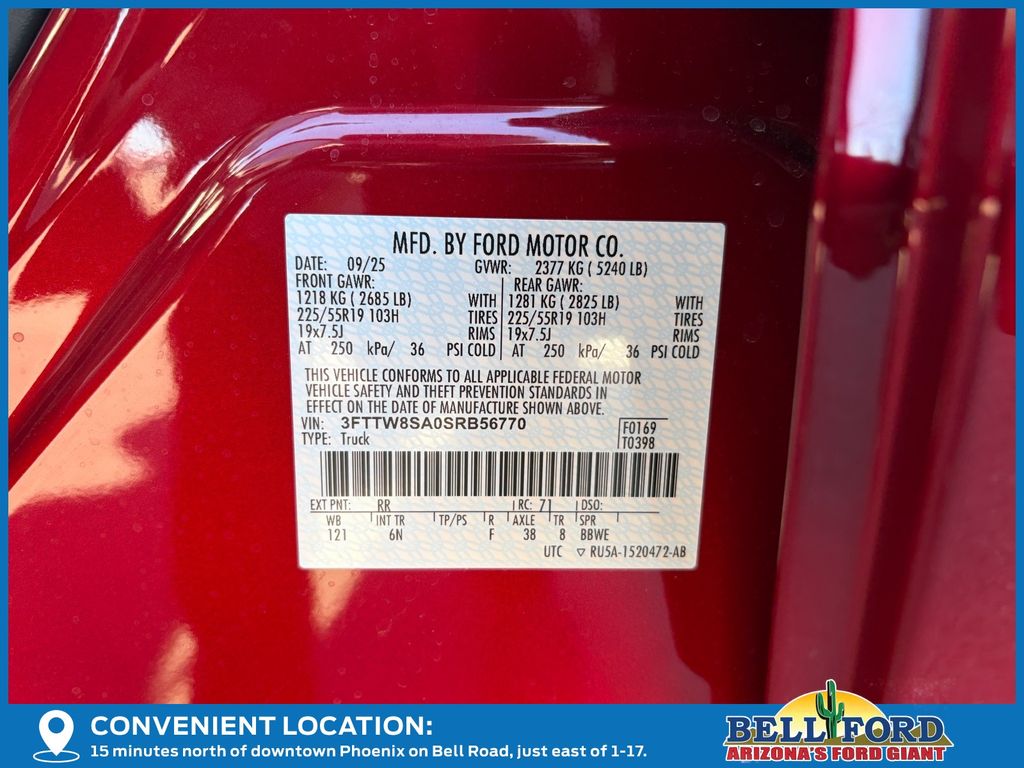 MFD. BY FORD MOTOR CO.
DATE: 09/25 GVWR: 2377 KG ( 5240 LB)
FRONT GAWR: REAR GAWR:
1218 KG ( 2685 LB) WITH 1281 KG ( 2825 LB) WITH
225/55R19 103H TIRES 225/55R19 103H TIRES
19x7.5J RIMS 19x7.5J RIMS
AT 250 kPa/ 36 PSI COLD AT 250 kPa/ 36 PSI COLD
THIS VEHICLE CONFORMS TO ALL APPLICABLE FEDERAL MOTOR
VEHICLE SAFETY AND THEFT PREVENTION STANDARDS IN
EFFECT ON THE DATE OF MANUFACTURE SHOWN ABOVE.
VIN: 3FTTW8SA0SRB56770 F0169
TYPE: Truck T0398
EXT PNT: RR RC: 71 DSO:
WB INT TR TP/PS R AXLE TR SPR
121 6N F 38 8 BBWE
UTC ▽ RU5A-1520472-AB
CONVENIENT LOCATION:
15 minutes north of downtown Phoenix on Bell Road, just east of 1-17.
BELL FORD
ARIZONA'S FORD GIANT